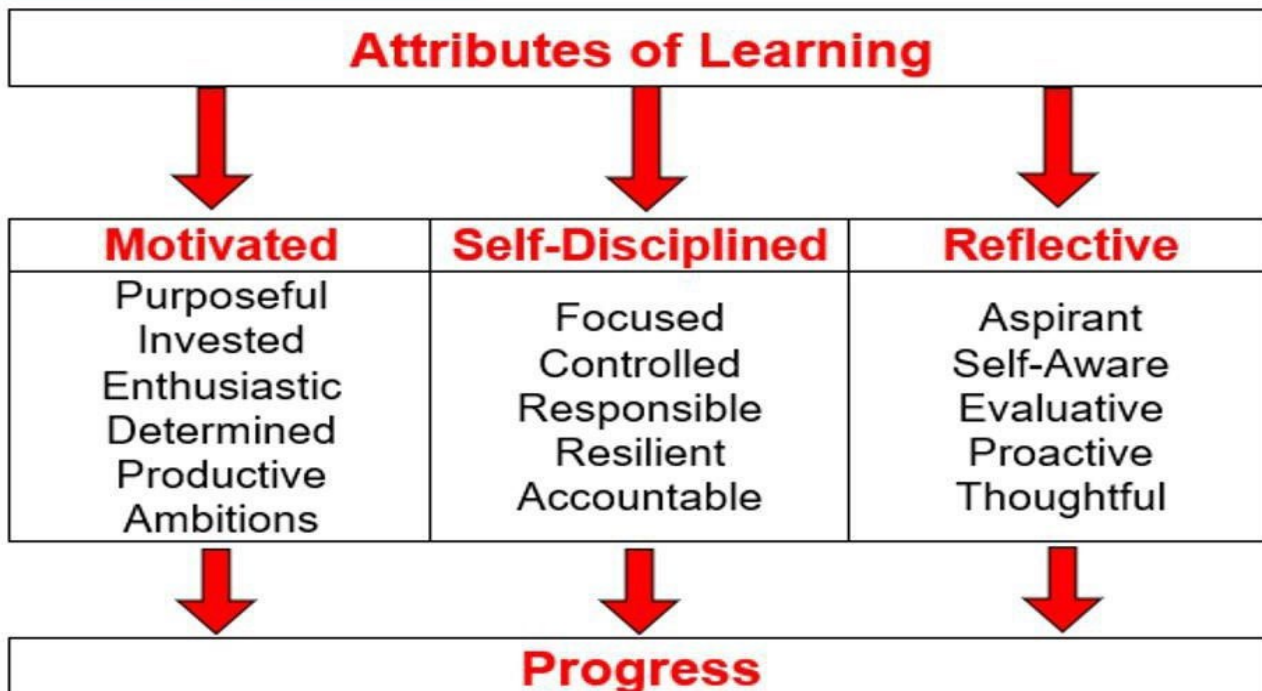 Attributes of Learning
Motivated
Purposeful
Invested
Enthusiastic
Determined
Productive
Ambitions
Self-Disciplined
Focused
Controlled
Responsible
Resilient
Accountable
Reflective
Aspirant
Self-Aware
Evaluative
Proactive
Thoughtful
Progress